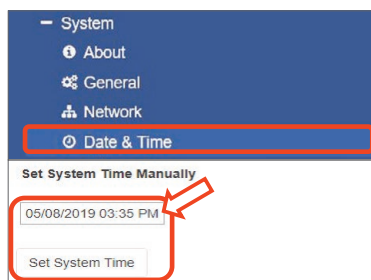 − System
About
General
Network
Date & Time
Set System Time Manually
05/08/2019 03:35 PM
Set System Time